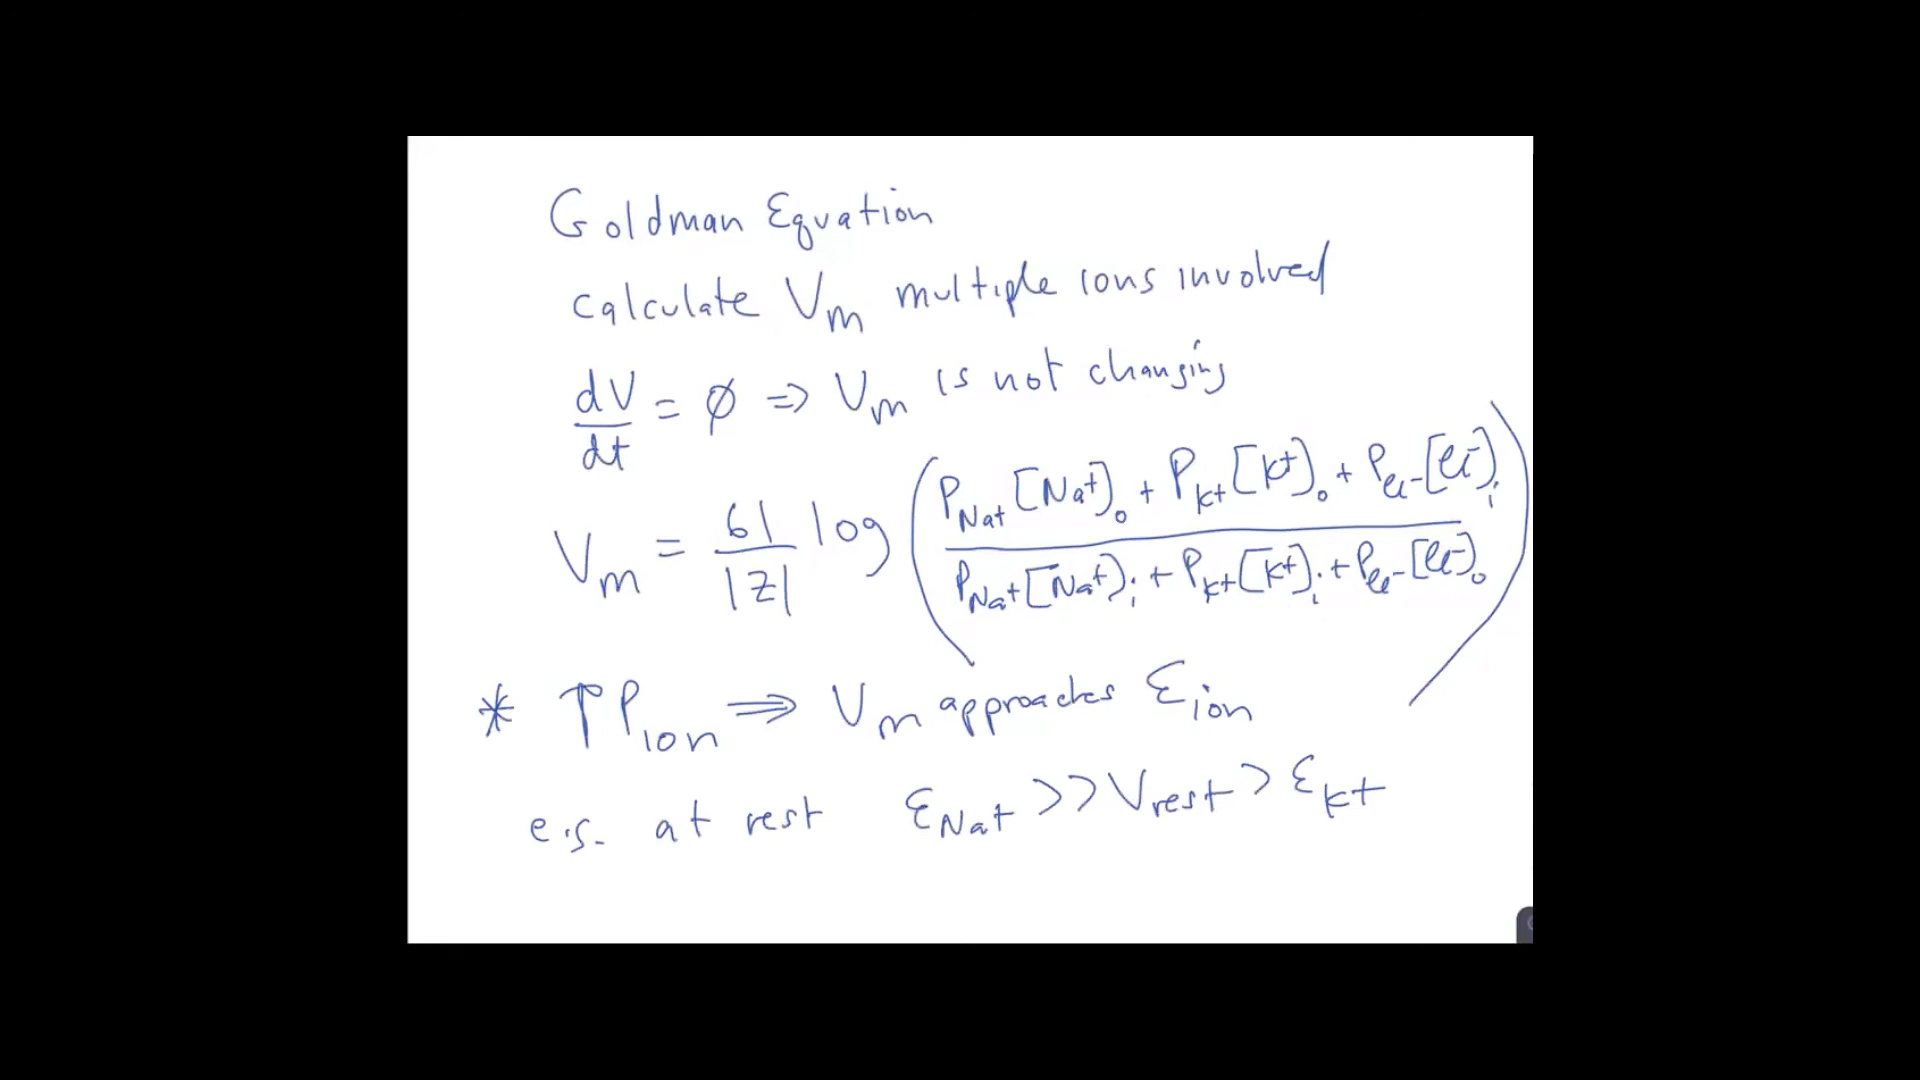 Goldman Equation
calculate Vm multiple ions involved
dV/dt = ∅ ⇒ Vm is not changing
Vm = 61/|z| log (PNa+[Na+]o + PK+[K+]o + PCl-[Cl-]i / PNa+[Na+]i + PK+[K+]i + PCl-[Cl-]o)
* ↑Pion ⇒ Vm approaches Eion
e.g. at rest ENa+ >> Vrest > EK+